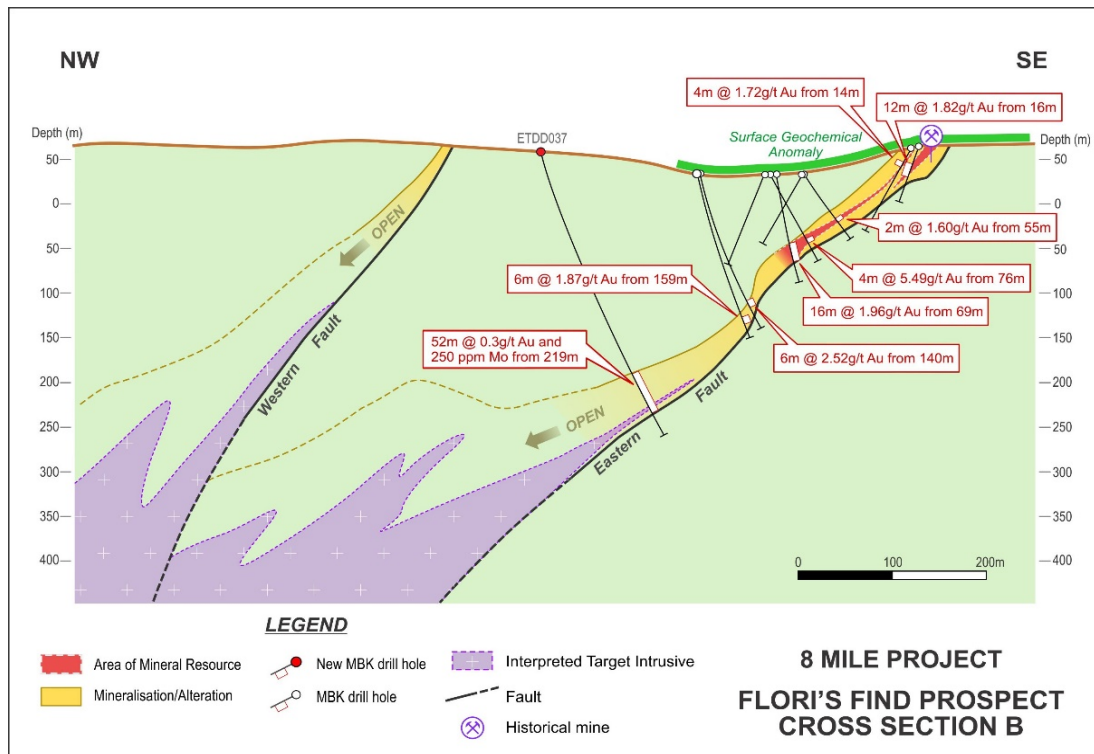 NW
SE
4m @ 1.72g/t Au from 14m
12m @ 1.82g/t Au from 16m
Depth (m)
ETDD037
Surface Geochemical
Anomaly
Depth (m)
50
0
50
100
150
200
250
300
350
400
50
0
50
100
150
200
250
300
350
400
OPEN
Western
Fault
2m @ 1.60g/t Au from 55m
4m @ 5.49g/t Au from 76m
6m @ 1.87g/t Au from 159m
16m @ 1.96g/t Au from 69m
52m @ 0.3g/t Au and
250 ppm Mo from 219m
6m @ 2.52g/t Au from 140m
OPEN
Eastern
Fault
0
100
200m
LEGEND
Area of Mineral Resource
Mineralisation/Alteration
New MBK drill hole
MBK drill hole
Interpreted Target Intrusive
Fault
Historical mine
8 MILE PROJECT
FLORI'S FIND PROSPECT
CROSS SECTION B